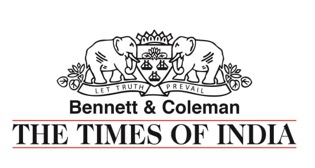 LET TRUTH PREVAIL
Bennett & Coleman
THE TIMES OF INDIA